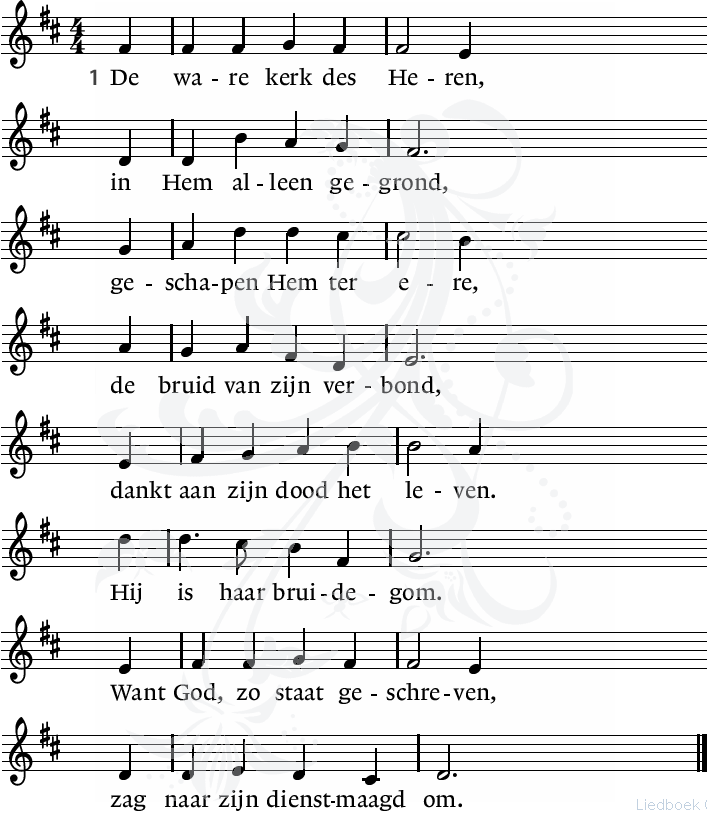 4
4
1 De wa - re kerk des He - ren,
in Hem al - leen ge - grond,
ge - scha - pen Hem ter e - re,
de bruid van zijn ver - bond,
dankt aan zijn dood het le - ven.
Hij is haar brui - de - gom.
Want God, zo staat ge - schre - ven,
zag naar zijn dienst - maagd om.
Liedboek